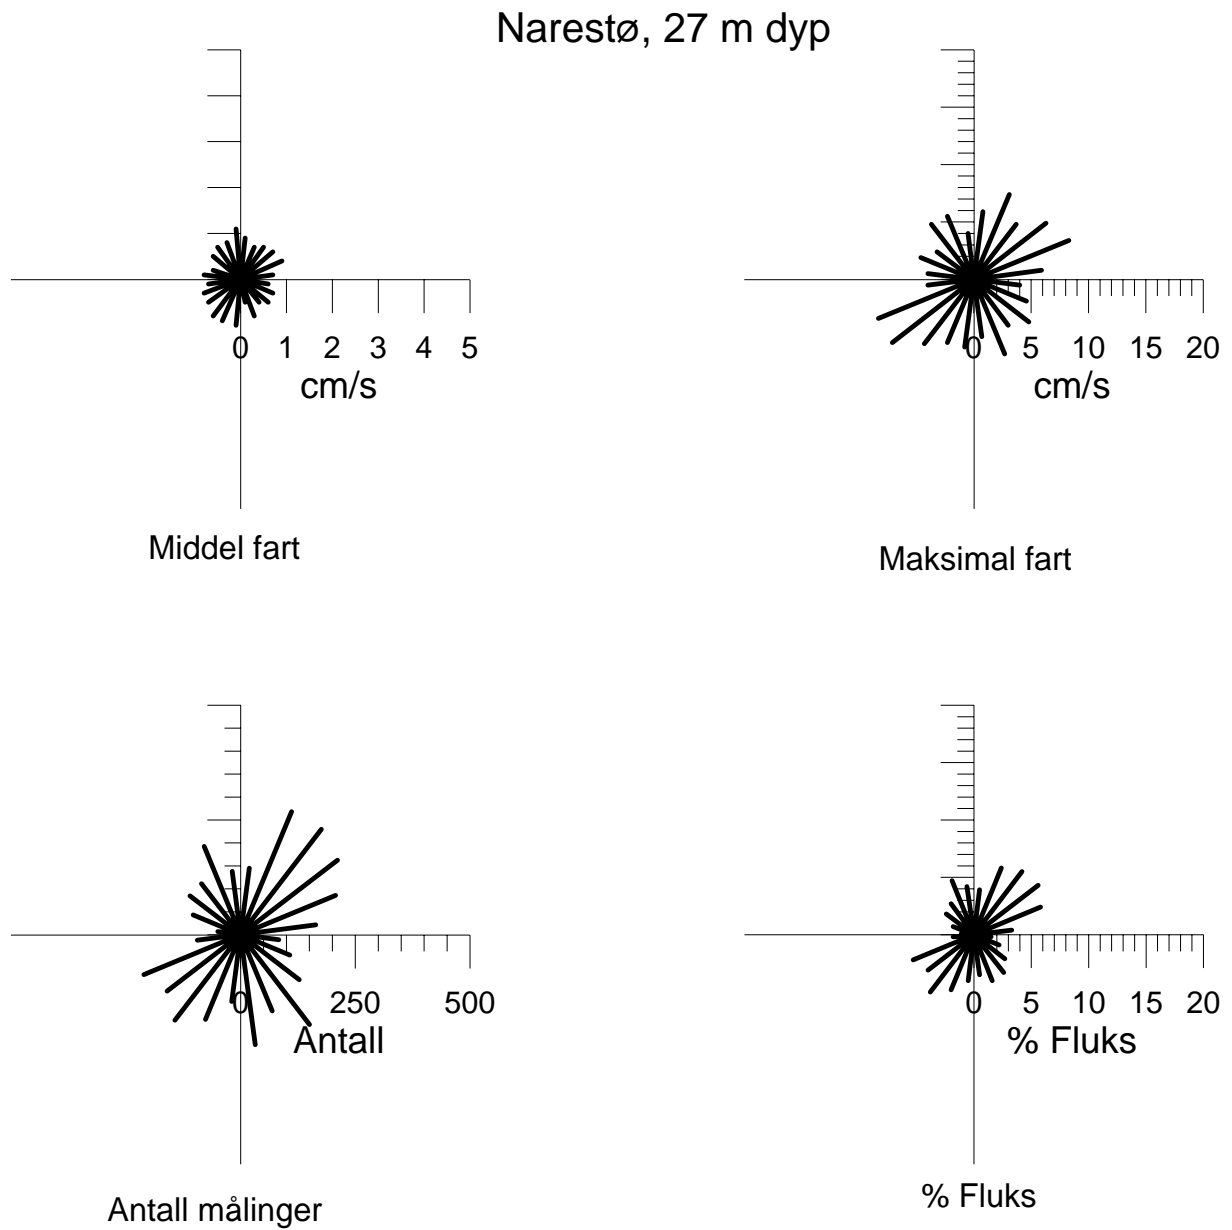 Narestø, 27 m dyp
0 1 2 3 4 5
cm/s
Middel fart
0 5 10 15 20
cm/s
Maksimal fart
0 250 500
Antall
Antall målinger
0 5 10 15 20
% Fluks
% Fluks